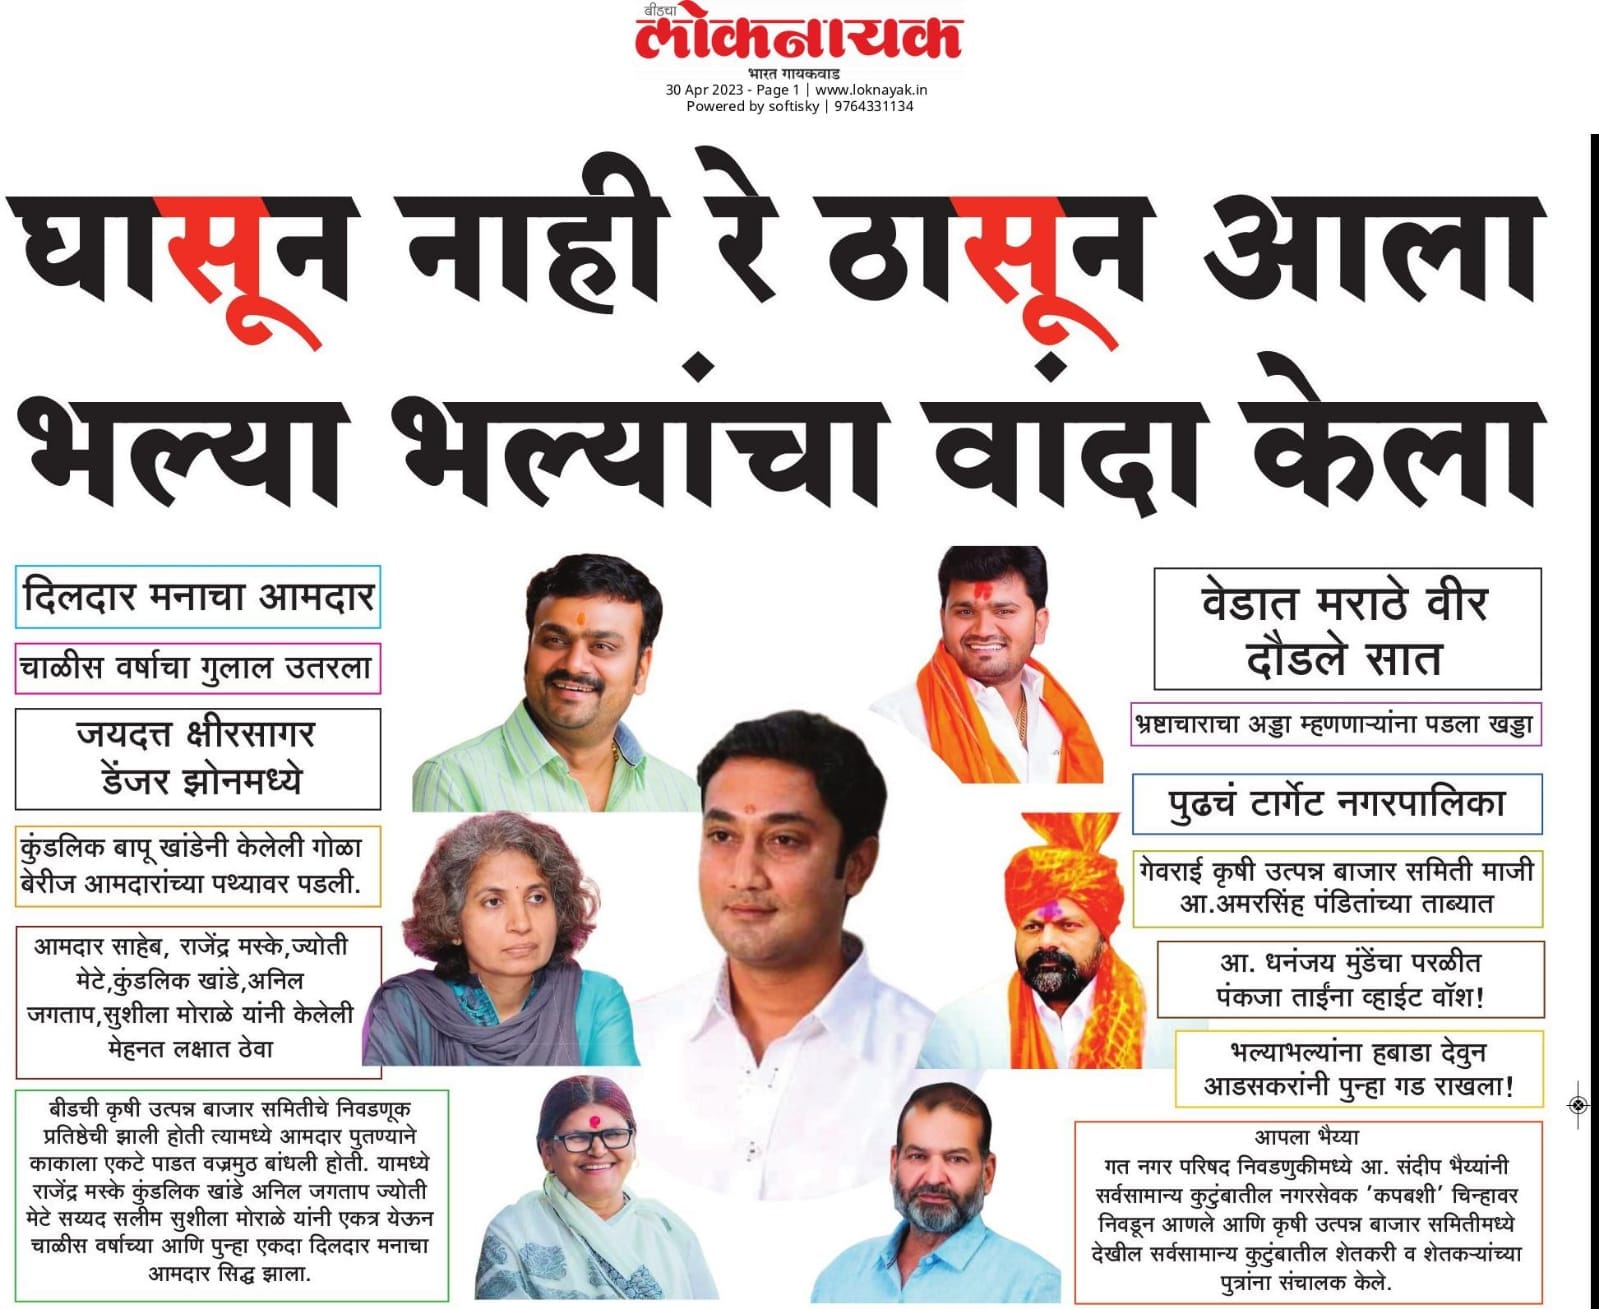 बीडचा
लोकनायक
भारत गायकवाड
30 Apr 2023 - Page 1 | www.loknayak.in
Powered by softisky | 9764331134
घासून नाही रे ठासून आला
भल्या भल्यांचा वांदा केला
दिलदार मनाचा आमदार
चाळीस वर्षाचा गुलाल उतरला
जयदत्त क्षीरसागर
डेंजर झोनमध्ये
कुंडलिक बापू खांडेनी केलेली गोळा
बेरीज आमदारांच्या पथ्यावर पडली.
आमदार साहेब, राजेंद्र मस्के,ज्योती
मेटे,कुंडलिक खांडे,अनिल
जगताप,सुशीला मोराळे यांनी केलेली
मेहनत लक्षात ठेवा
बीडची कृषी उत्पन्न बाजार समितीचे निवडणूक
प्रतिष्ठेची झाली होती त्यामध्ये आमदार पुतण्याने
काकाला एकटे पाडत वज्रमुठ बांधली होती. यामध्ये
राजेंद्र मस्के कुंडलिक खांडे अनिल जगताप ज्योती
मेटे सय्यद सलीम सुशीला मोराळे यांनी एकत्र येऊन
चाळीस वर्षाच्या आणि पुन्हा एकदा दिलदार मनाचा
आमदार सिद्ध झाला.
वेडात मराठे वीर
दौडले सात
भ्रष्टाचाराचा अड्डा म्हणणाऱ्यांना पडला खड्डा
पुढचं टार्गेट नगरपालिका
गेवराई कृषी उत्पन्न बाजार समिती माजी
आ.अमरसिंह पंडितांच्या ताब्यात
आ. धनंजय मुंडेंचा परळीत
पंकजा ताईंना व्हाईट वॉश!
भल्याभल्यांना हबाडा देवुन
आडसकरांनी पुन्हा गड राखला!
आपला भैय्या
गत नगर परिषद निवडणुकीमध्ये आ. संदीप भैय्यांनी
सर्वसामान्य कुटुंबातील नगरसेवक ’कपबशी’ चिन्हावर
निवडून आणले आणि कृषी उत्पन्न बाजार समितीमध्ये
देखील सर्वसामान्य कुटुंबातील शेतकरी व शेतकऱ्यांच्या
पुत्रांना संचालक केले.